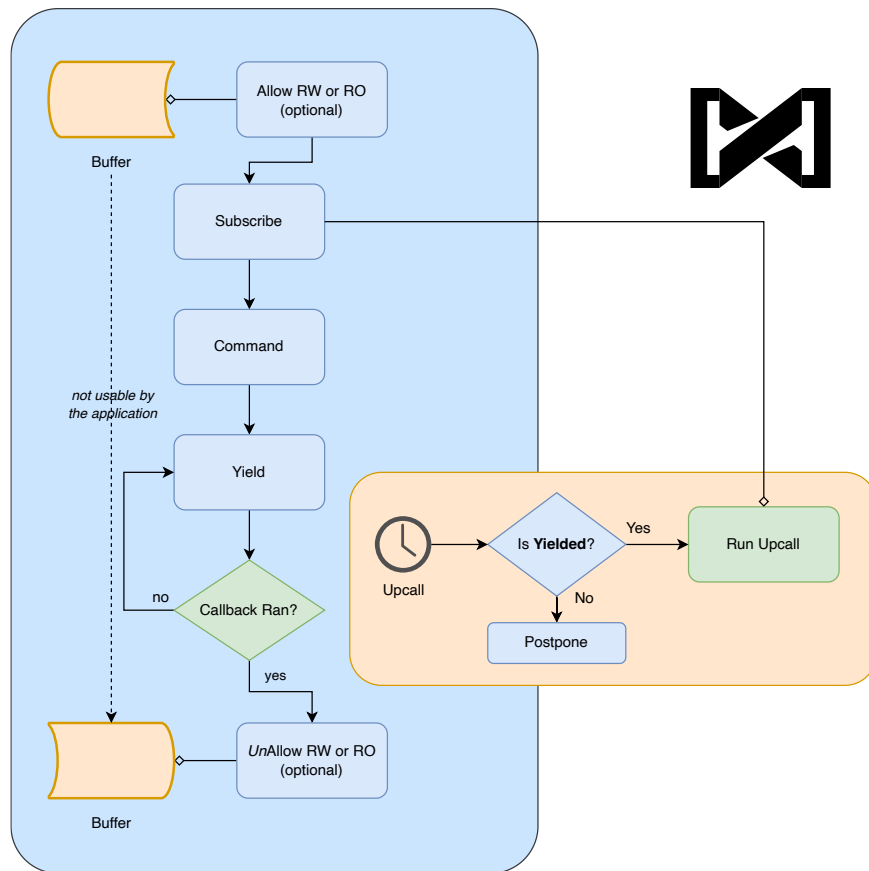 Allow RW or RO
(optional)
Buffer
Subscribe
Command
not usable by
the application
Yield
Is Yielded?
Yes
Run Upcall
Upcall
No
Postpone
no
Callback Ran?
yes
UnAllow RW or RO
(optional)
Buffer